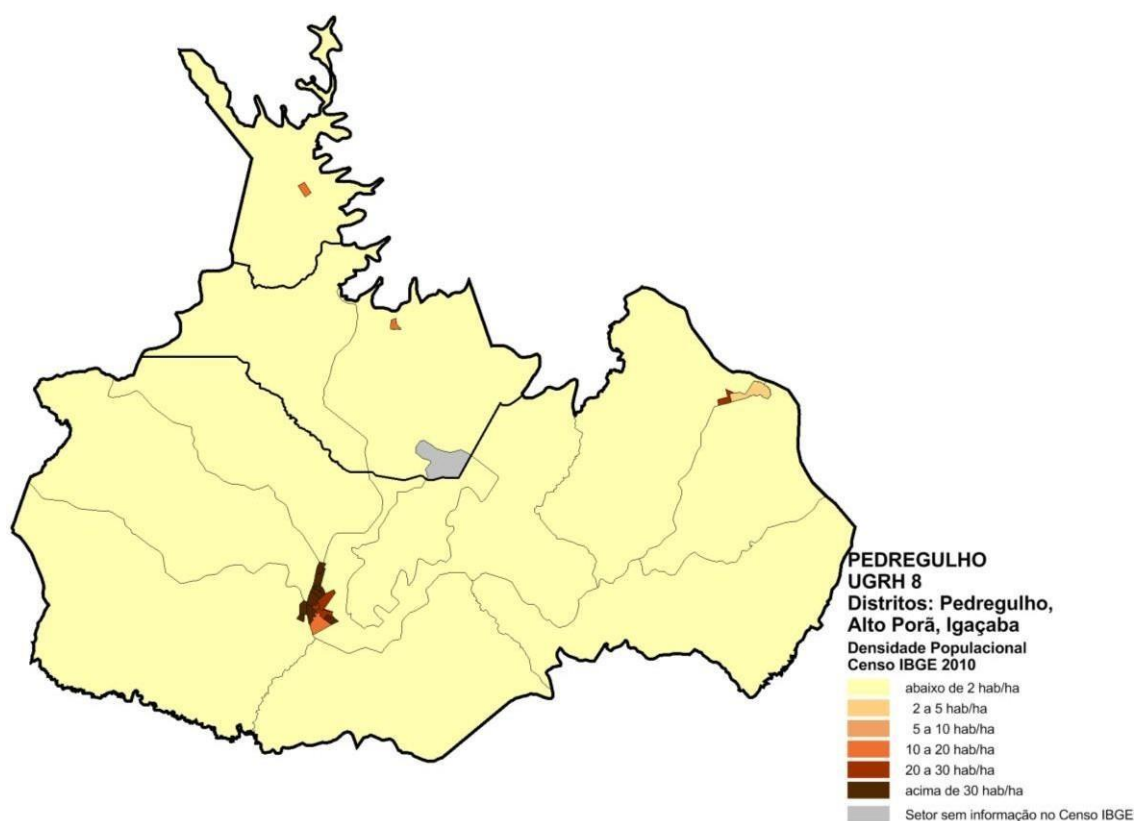 PEDREGULHO
UGRH 8
Distritos: Pedregulho,
Alto Porã, Igaçaba
Densidade Populacional
Censo IBGE 2010
abaixo de 2 hab/ha
2 a 5 hab/ha
5 a 10 hab/ha
10 a 20 hab/ha
20 a 30 hab/ha
acima de 30 hab/ha
Setor sem informação no Censo IBGE